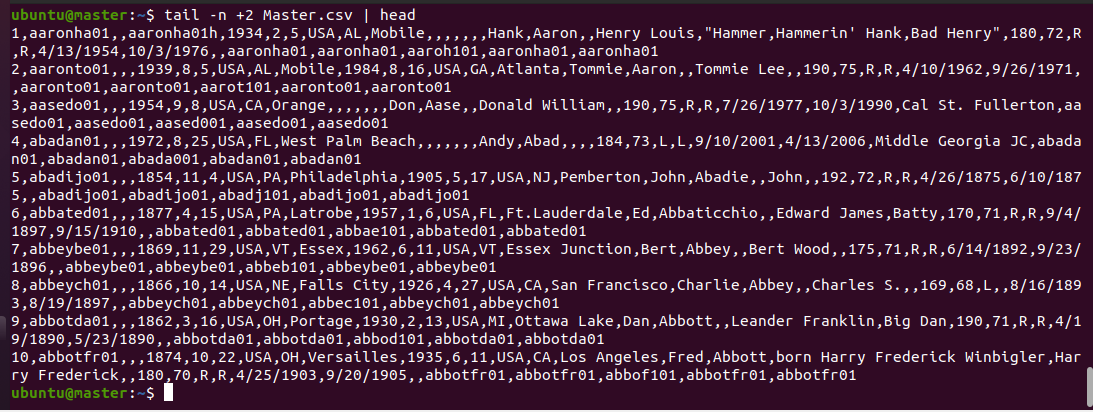 ubuntu@master:~$ tail -n +2 Master.csv | head
1,aaronha01,,aaronha01h,1934,2,5,USA,AL,Mobile,,,,,,,Hank,Aaron,,Henry Louis,"Hammer,Hammerin' Hank,Bad Henry",180,72,R
,R,4/13/1954,10/3/1976,,aaronha01,aaronha01,aaroh101,aaronha01,aaronha01
2,aaronto01,,,1939,8,5,USA,AL,Mobile,1984,8,16,USA,GA,Atlanta,Tommie,Aaron,,Tommie Lee,,190,75,R,R,4/10/1962,9/26/1971,
,aaronto01,aaronto01,aarot101,aaronto01,aaronto01
3,aasedo01,,,1954,9,8,USA,CA,Orange,,,,,,,Don,Aase,,Donald William,,190,75,R,R,7/26/1977,10/3/1990,Cal St. Fullerton,aa
sedo01,aasedo01,aased001,aasedo01,aasedo01
4,abadan01,,,1972,8,25,USA,FL,West Palm Beach,,,,,,,Andy,Abad,,,,184,73,L,L,9/10/2001,4/13/2006,Middle Georgia JC,abada
n01,abadan01,abada001,abadan01,abadan01
5,abadijo01,,,1854,11,4,USA,PA,Philadelphia,1905,5,17,USA,NJ,Pemberton,John,Abadie,,John,,192,72,R,R,4/26/1875,6/10/187
5,,abadijo01,abadijo01,abadj101,abadijo01,abadijo01
6,abbated01,,,1877,4,15,USA,PA,Latrobe,1957,1,6,USA,FL,Ft.Lauderdale,Ed,Abbaticchio,,Edward James,Batty,170,71,R,R,9/4/
1897,9/15/1910,,abbated01,abbated01,abbae101,abbated01,abbated01
7,abbeybe01,,,1869,11,29,USA,VT,Essex,1962,6,11,USA,VT,Essex Junction,Bert,Abbey,,Bert Wood,,175,71,R,R,6/14/1892,9/23/
1896,,abbeybe01,abbeybe01,abbeb101,abbeybe01,abbeybe01
8,abbeych01,,,1866,10,14,USA,NE,Falls City,1926,4,27,USA,CA,San Francisco,Charlie,Abbey,,Charles S.,,169,68,L,,8/16/189
3,8/19/1897,,abbeych01,abbeych01,abbec101,abbeych01,abbeych01
9,abbotda01,,,1862,3,16,USA,OH,Portage,1930,2,13,USA,MI,Ottawa Lake,Dan,Abbott,,Leander Franklin,Big Dan,190,71,R,R,4/1
9/1890,5/23/1890,,abbotda01,abbotda01,abbod101,abbotda01,abbotda01
10,abbotfr01,,,1874,10,22,USA,OH,Versailles,1935,6,11,USA,CA,Los Angeles,Fred,Abbott,born Harry Frederick Winbigler,Har
ry Frederick,,180,70,R,R,4/25/1903,9/20/1905,,abbotfr01,abbotfr01,abbof101,abbotfr01,abbotfr01
ubuntu@master:~$